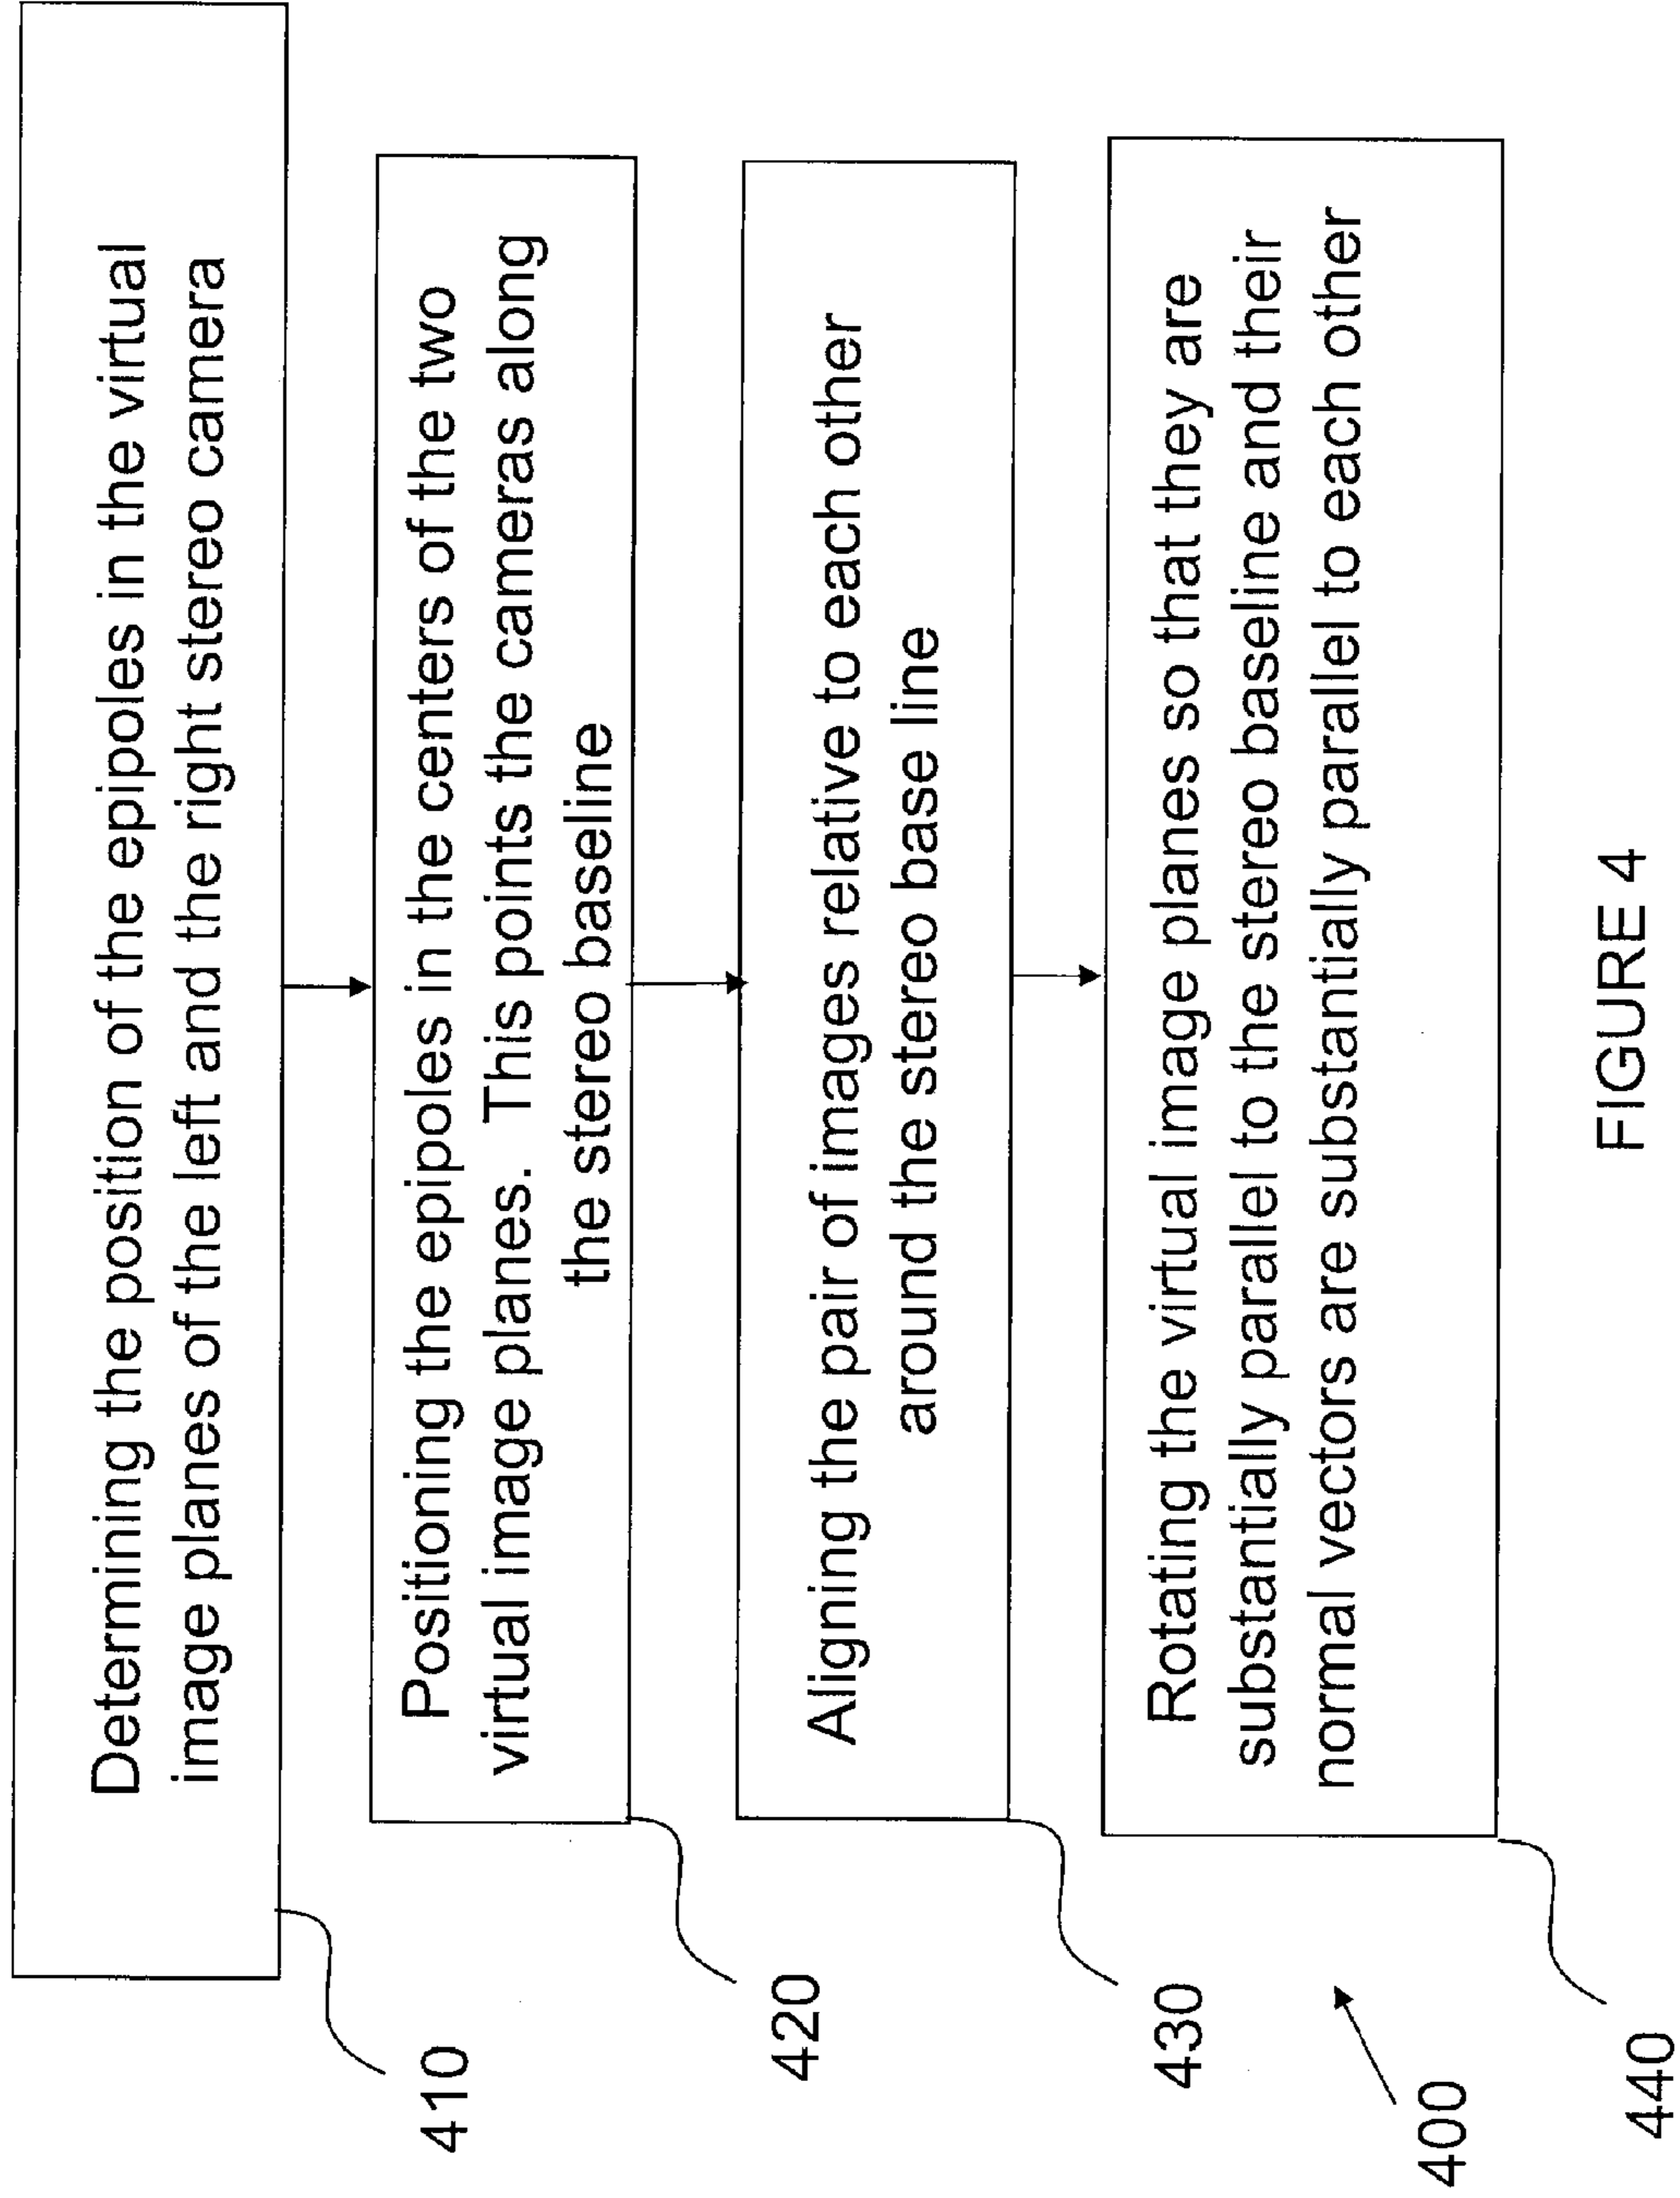 Determining the position of the epipoles in the virtual
image planes of the left and the right stereo camera
410
Positioning the epipoles in the centers of the two
virtual image planes.  This points the cameras along
the stereo baseline
420
Aligning the pair of images relative to each other
around the stereo base line
430
Rotating the virtual image planes so that they are
substantially parallel to the stereo baseline and their
normal vectors are substantially parallel to each other
440
400
FIGURE 4